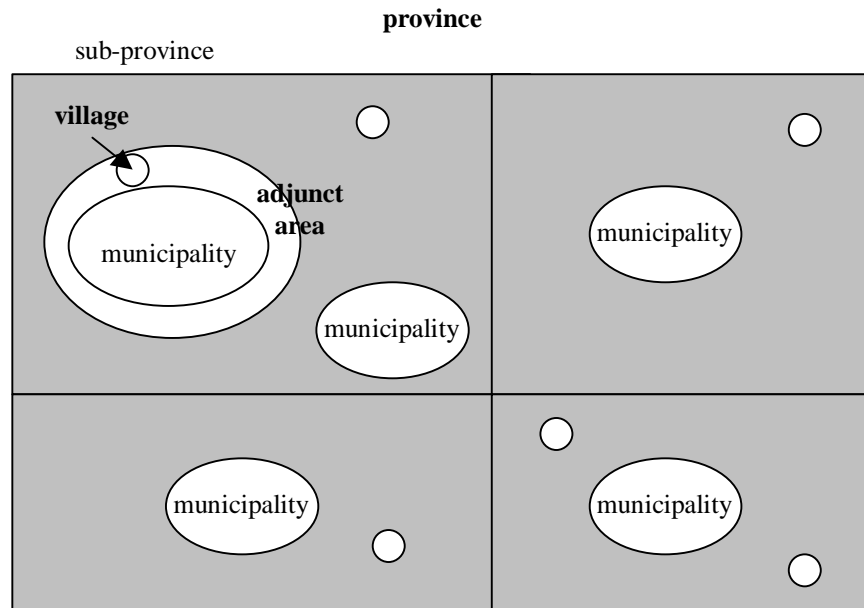 province
sub-province
village
adjunct
area
municipality
municipality
municipality
municipality
municipality